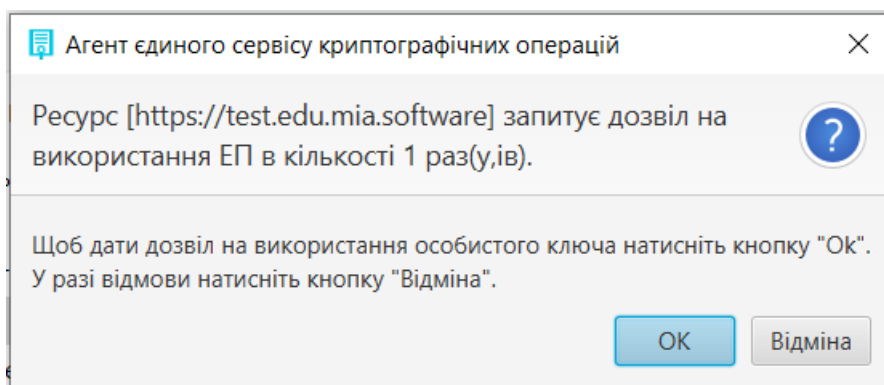 Агент єдиного сервісу криптографічних операцій
Ресурс [https://test.edu.mia.software] запитує дозвіл на
використання ЕП в кількості 1 раз(у,ів).
?
Щоб дати дозвіл на використання особистого ключа натисніть кнопку "Ok".
У разі відмови натисніть кнопку "Відміна".
OK
Відміна